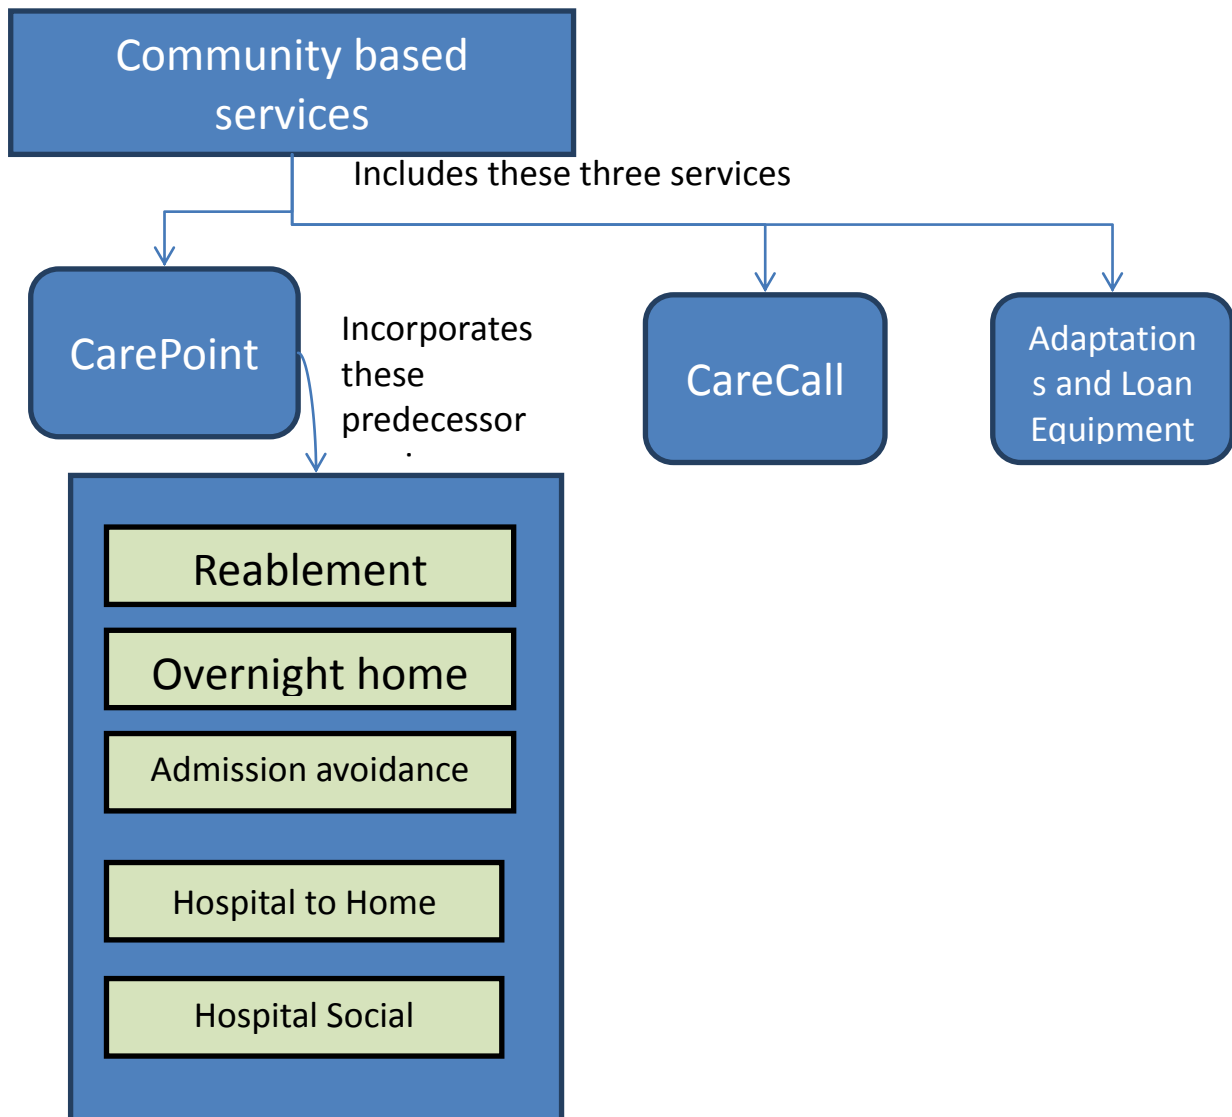 Community based
services
Includes these three services
CarePoint
Incorporates
these
predecessor
CareCall
Adaptation
s and Loan
Equipment
Reablement
Overnight home
Admission avoidance
Hospital to Home
Hospital Social